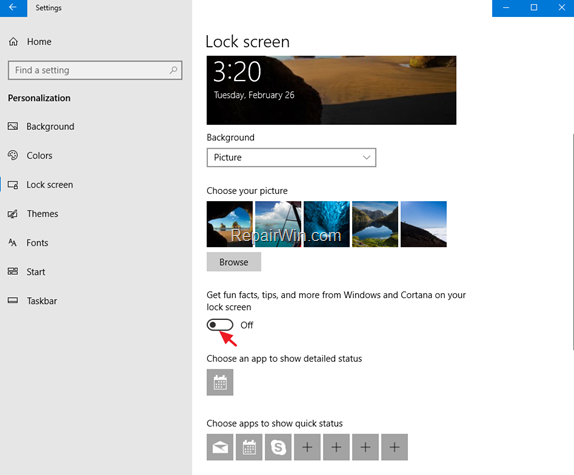 Settings
Home
Find a setting
Personalization
Background
Colors
Lock screen
Themes
Fonts
Start
Taskbar
Lock screen
3:20
Tuesday, February 26
Background
Picture
Choose your picture
RepairWin.com
Browse
Get fun facts, tips, and more from Windows and Cortana on your
lock screen
Off
Choose an app to show detailed status
Choose apps to show quick status